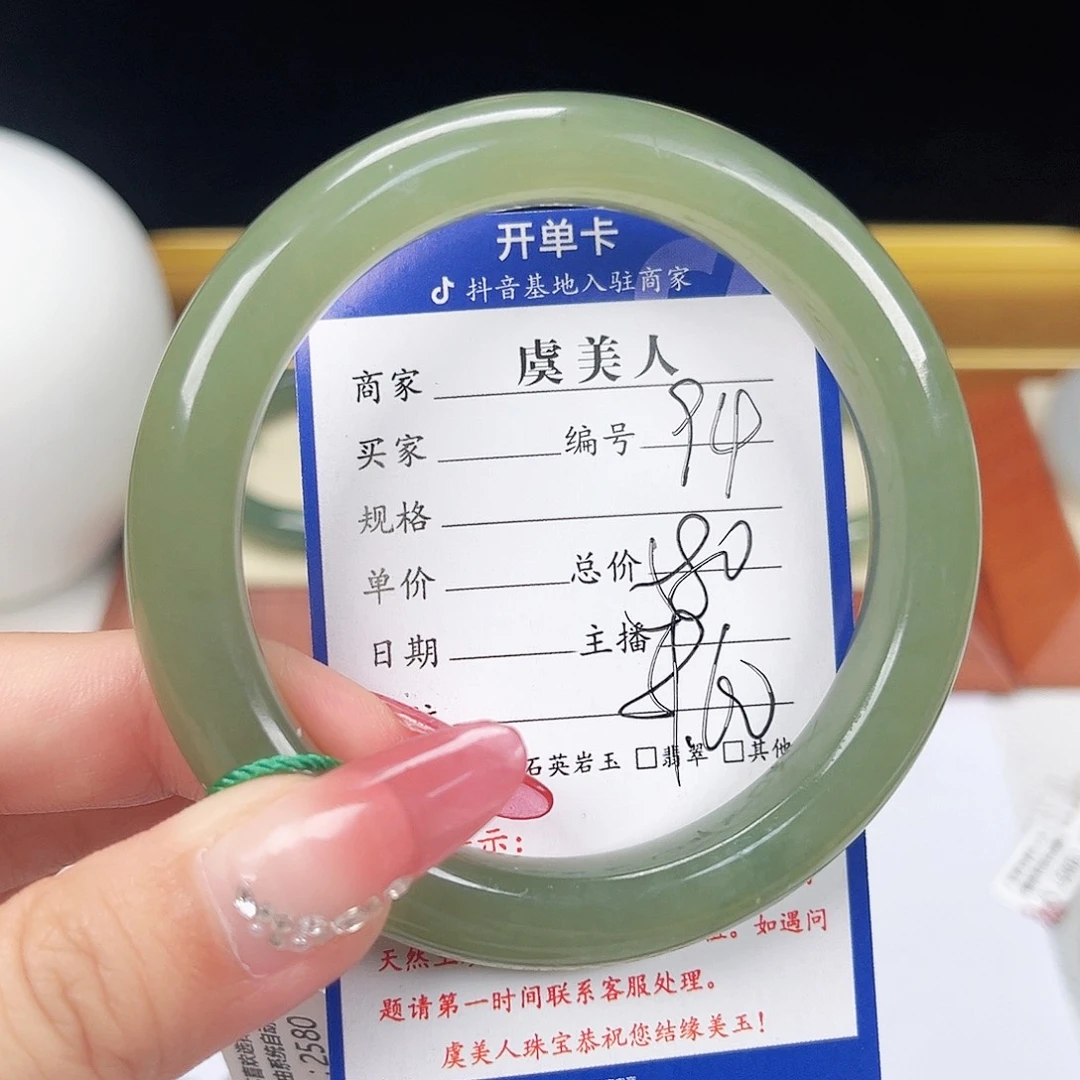 开单卡
抖音基地入驻商家
商家 虞美人
买家 编号 94
规格
单价 总价 80
日期 主播
石英岩玉 □翡翠 □其他
示：
。如遇问
天然
题请第一时间联系客服处理。
虞美人珠宝恭祝您结缘美玉！
:2580